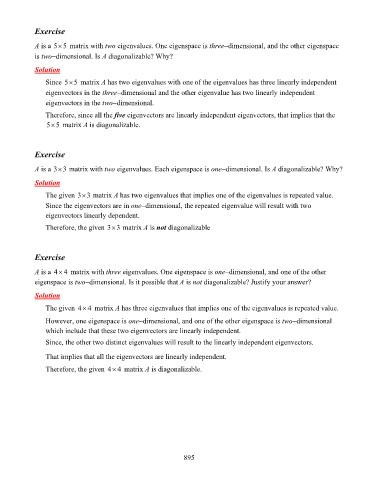 Exercise
A is a 5×5 matrix with two eigenvalues. One eigenspace is three–dimensional, and the other eigenspace
is two–dimensional. Is A diagonalizable? Why?
Solution
Since 5×5 matrix A has two eigenvalues with one of the eigenvalues has three linearly independent
eigenvectors in the three–dimensional and the other eigenvalue has two linearly independent
eigenvectors in the two–dimensional.
Therefore, since all the five eigenvectors are linearly independent eigenvectors, that implies that the
5×5 matrix A is diagonalizable.
Exercise
A is a 3×3 matrix with two eigenvalues. Each eigenspace is one–dimensional. Is A diagonalizable? Why?
Solution
The given 3×3 matrix A has two eigenvalues that implies one of the eigenvalues is repeated value.
Since the eigenvectors are in one–dimensional, the repeated eigenvalue will result with two
eigenvectors linearly dependent.
Therefore, the given 3×3 matrix A is not diagonalizable
Exercise
A is a 4×4 matrix with three eigenvalues. One eigenspace is one–dimensional, and one of the other
eigenspace is two–dimensional. Is it possible that A is not diagonalizable? Justify your answer?
Solution
The given 4×4 matrix A has three eigenvalues that implies one of the eigenvalues is repeated value.
However, one eigenspace is one–dimensional, and one of the other eigenspace is two–dimensional
which include that these two eigenvectors are linearly independent.
Since, the other two distinct eigenvalues will result to the linearly independent eigenvectors.
That implies that all the eigenvectors are linearly independent.
Therefore, the given 4×4 matrix A is diagonalizable.
895